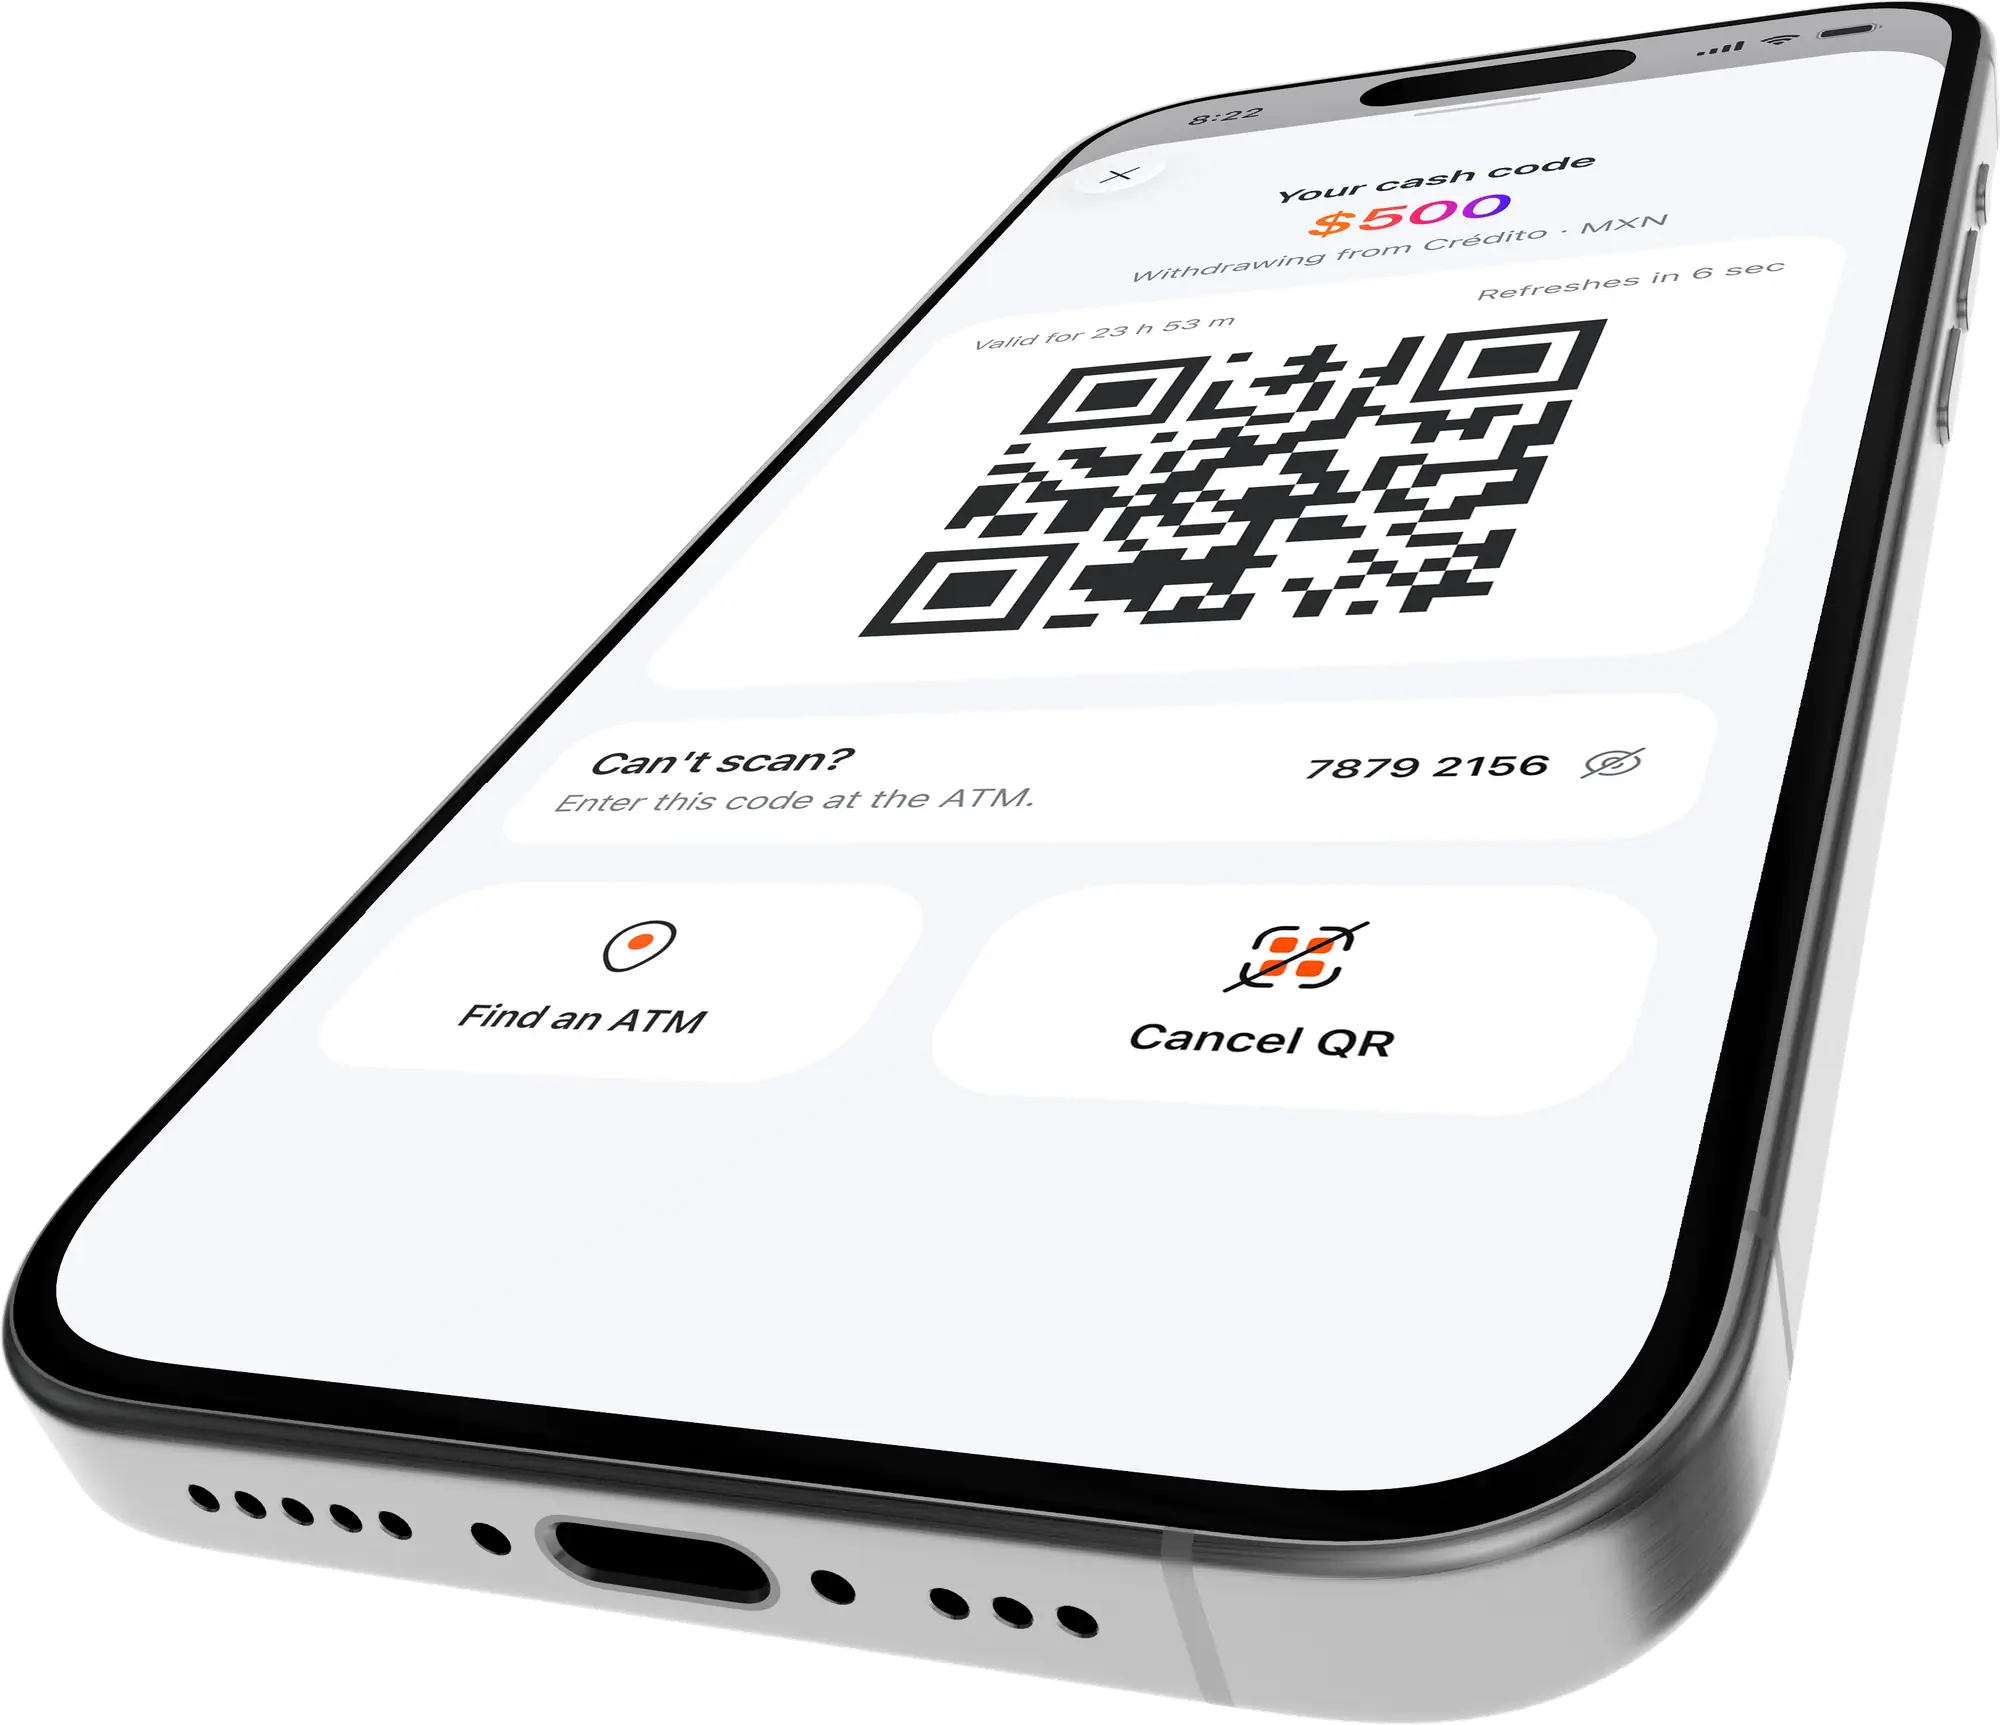 8:22
Your cash code
$500
Withdrawing from Crédito · MXN
Valid for 23 h 53 m
Refreshes in 6 sec
Can't scan?
7879 2156
Enter this code at the ATM.
Find an ATM
Cancel QR